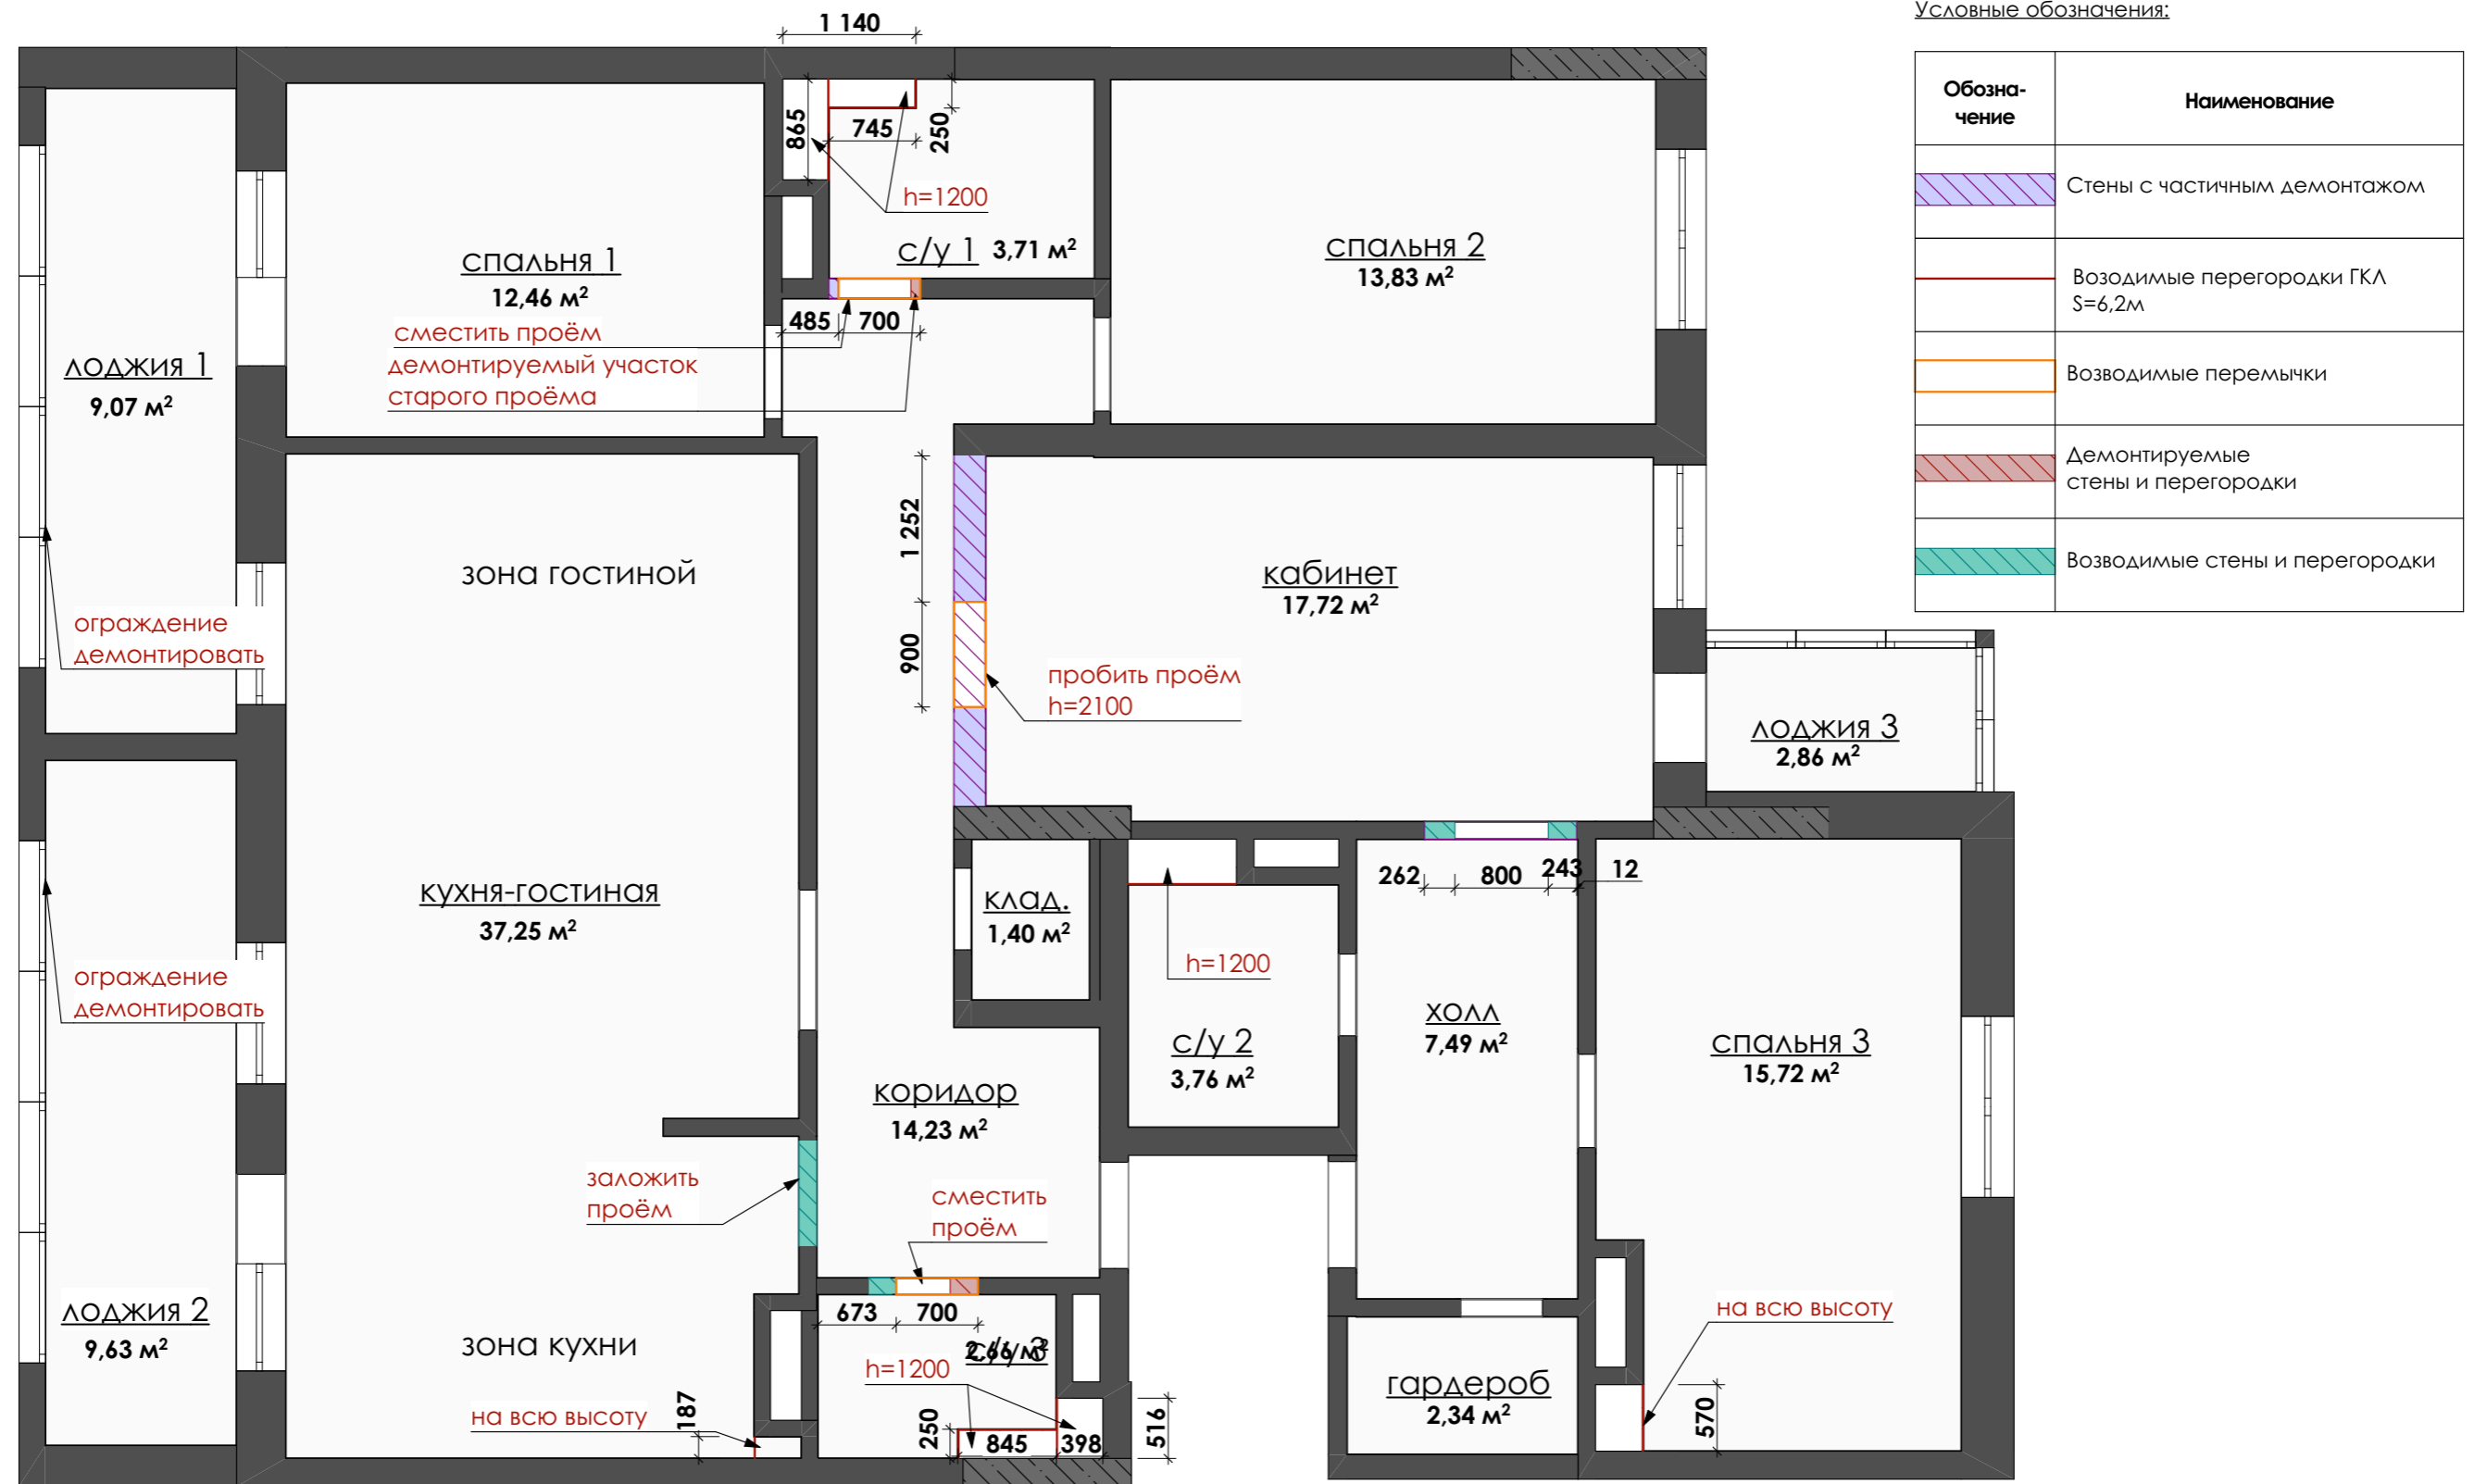 Условные обозначения:
Обозна-
чение
Наименование
Стены с частичным демонтажом
Возодимые перегородки ГКЛ
S=6,2м
Возводимые перемычки
Демонтируемые
стены и перегородки
Возводимые стены и перегородки
1 140
865
745
250
h=1200
с/у 1 3,71 м²
спальня 1
12,46 м²
спальня 2
13,83 м²
485
700
сместить проём
демонтируемый участок
старого проёма
лоджия 1
9,07 м²
1 252
900
зона гостиной
кабинет
17,72 м²
ограждение
демонтировать
пробить проём
h=2100
лоджия 3
2,86 м²
кухня-гостиная
37,25 м²
клад.
1,40 м²
262
800
243
12
ограждение
демонтировать
h=1200
с/у 2
3,76 м²
холл
7,49 м²
спальня 3
15,72 м²
коридор
14,23 м²
заложить
проём
сместить
проём
лоджия 2
9,63 м²
зона кухни
673
700
с/у 3
2,66 м²
h=1200
на всю высоту
187
250
845
398
516
гардероб
2,34 м²
на всю высоту
570